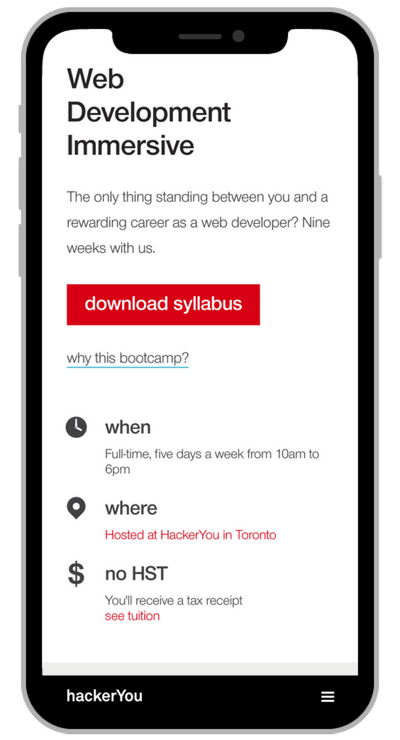 Web
Development
Immersive
The only thing standing between you and a
rewarding career as a web developer? Nine
weeks with us.
download syllabus
why this bootcamp?
when
Full-time, five days a week from 10am to
6pm
where
Hosted at HackerYou in Toronto
$ no HST
You'll receive a tax receipt
see tuition
hackerYou